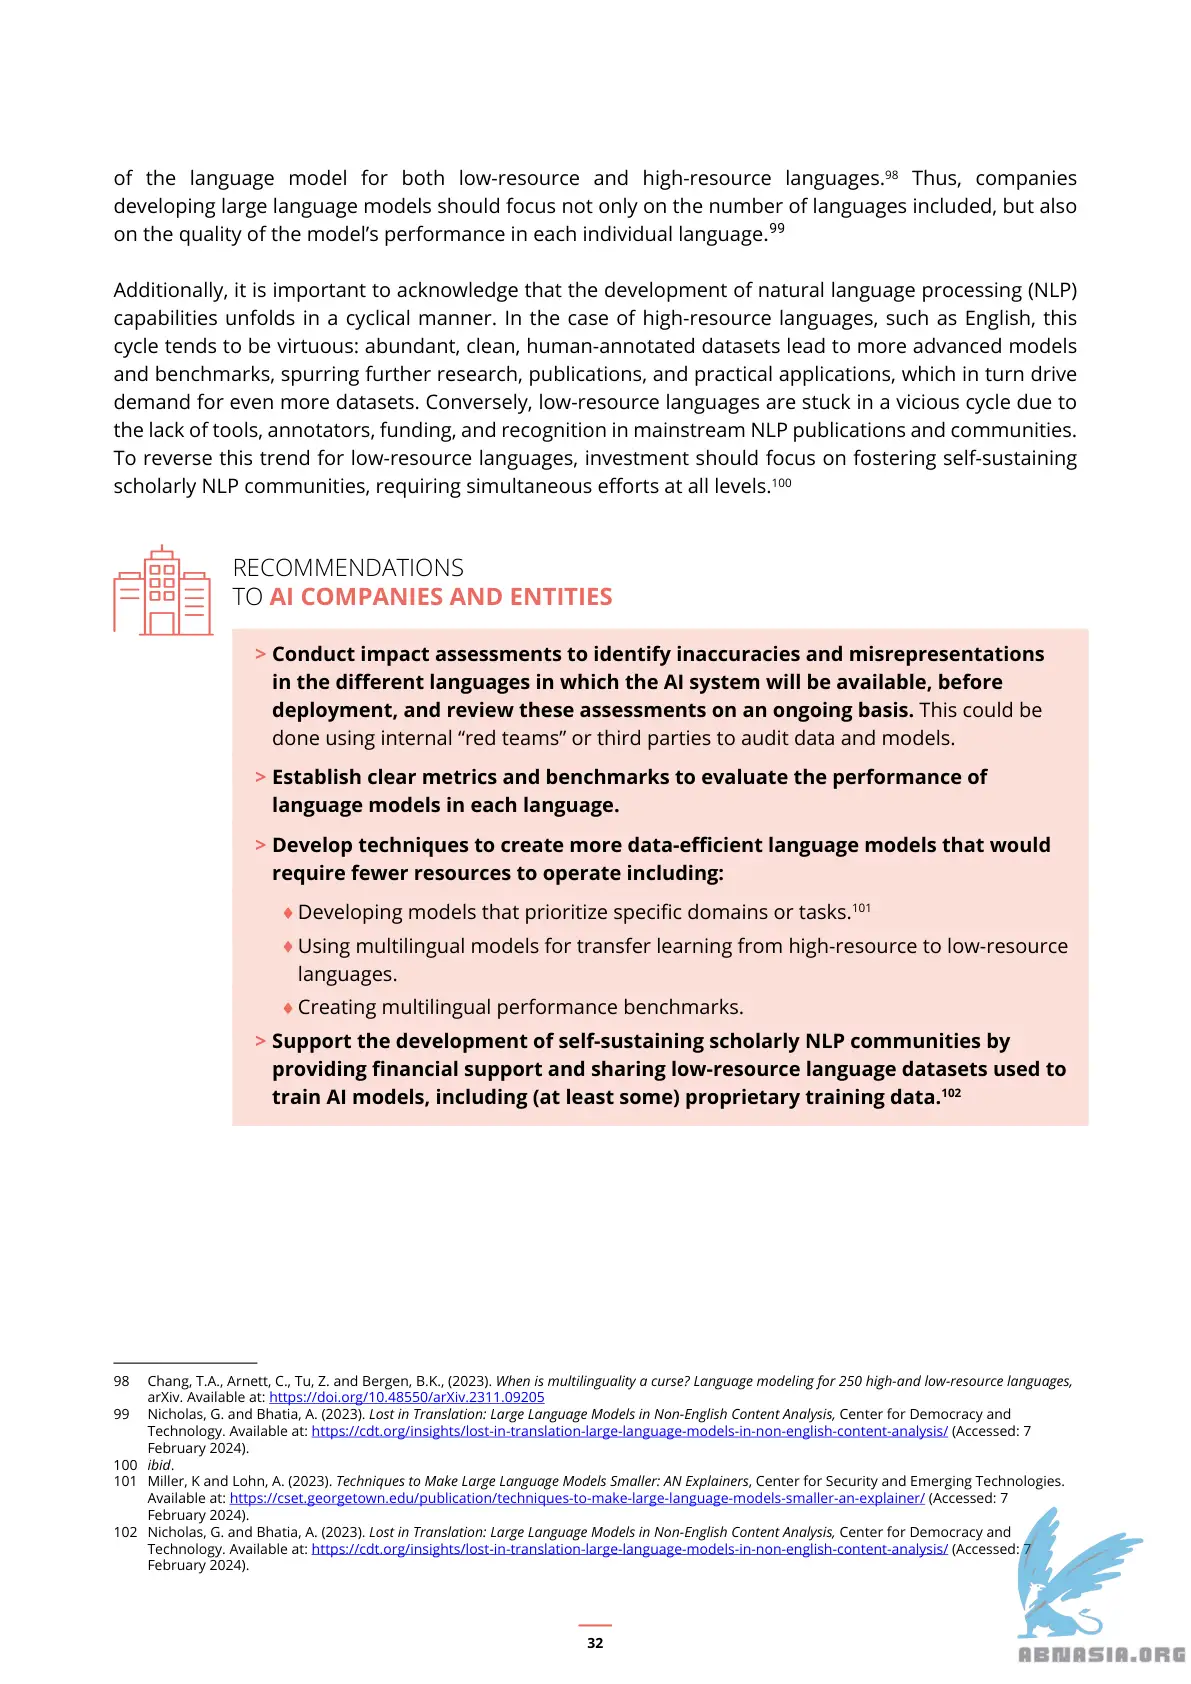 of the language model for both low-resource and high-resource languages.98 Thus, companies
developing large language models should focus not only on the number of languages included, but also
on the quality of the model’s performance in each individual language.99
Additionally, it is important to acknowledge that the development of natural language processing (NLP)
capabilities unfolds in a cyclical manner. In the case of high-resource languages, such as English, this
cycle tends to be virtuous: abundant, clean, human-annotated datasets lead to more advanced models
and benchmarks, spurring further research, publications, and practical applications, which in turn drive
demand for even more datasets. Conversely, low-resource languages are stuck in a vicious cycle due to
the lack of tools, annotators, funding, and recognition in mainstream NLP publications and communities.
To reverse this trend for low-resource languages, investment should focus on fostering self-sustaining
scholarly NLP communities, requiring simultaneous efforts at all levels.100
RECOMMENDATIONS
TO AI COMPANIES AND ENTITIES
> Conduct impact assessments to identify inaccuracies and misrepresentations
in the different languages in which the AI system will be available, before
deployment, and review these assessments on an ongoing basis. This could be
done using internal “red teams” or third parties to audit data and models.
> Establish clear metrics and benchmarks to evaluate the performance of
language models in each language.
> Develop techniques to create more data-efficient language models that would
require fewer resources to operate including:
♦ Developing models that prioritize specific domains or tasks.101
♦ Using multilingual models for transfer learning from high-resource to low-resource
languages.
♦ Creating multilingual performance benchmarks.
> Support the development of self-sustaining scholarly NLP communities by
providing financial support and sharing low-resource language datasets used to
train AI models, including (at least some) proprietary training data.102
98 Chang, T.A., Arnett, C., Tu, Z. and Bergen, B.K., (2023). When is multilinguality a curse? Language modeling for 250 high-and low-resource languages,
arXiv. Available at: https://doi.org/10.48550/arXiv.2311.09205
99 Nicholas, G. and Bhatia, A. (2023). Lost in Translation: Large Language Models in Non-English Content Analysis, Center for Democracy and
Technology. Available at: https://cdt.org/insights/lost-in-translation-large-language-models-in-non-english-content-analysis/ (Accessed: 7
February 2024).
100 ibid.
101 Miller, K and Lohn, A. (2023). Techniques to Make Large Language Models Smaller: AN Explainers, Center for Security and Emerging Technologies.
Available at: https://cset.georgetown.edu/publication/techniques-to-make-large-language-models-smaller-an-explainer/ (Accessed: 7
February 2024).
102 Nicholas, G. and Bhatia, A. (2023). Lost in Translation: Large Language Models in Non-English Content Analysis, Center for Democracy and
Technology. Available at: https://cdt.org/insights/lost-in-translation-large-language-models-in-non-english-content-analysis/ (Accessed: 7
February 2024).
32
ABNASIA.ORG